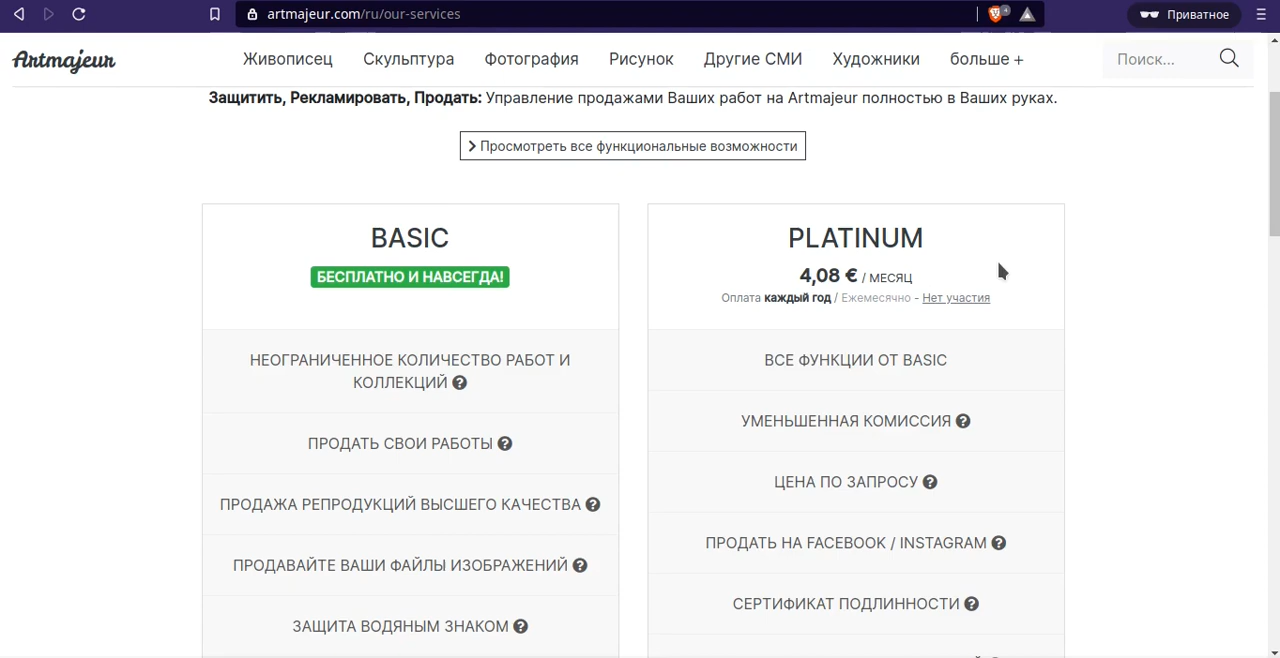 artmajeur.com/ru/our-services
4
Приватное
Artmajeur
Живописец
Скульптура
Фотография
Рисунок
Другие СМИ
Художники
больше +
Поиск...
Защитить, Рекламировать, Продать: Управление продажами Ваших работ на Artmajeur полностью в Ваших руках.
Просмотреть все функциональные возможности
BASIC
БЕСПЛАТНО И НАВСЕГДА!
НЕОГРАНИЧЕННОЕ КОЛИЧЕСТВО РАБОТ И
КОЛЛЕКЦИЙ ?
ПРОДАТЬ СВОИ РАБОТЫ ?
ПРОДАЖА РЕПРОДУКЦИЙ ВЫСШЕГО КАЧЕСТВА ?
ПРОДАВАЙТЕ ВАШИ ФАЙЛЫ ИЗОБРАЖЕНИЙ ?
ЗАЩИТА ВОДЯНЫМ ЗНАКОМ ?
PLATINUM
4,08 € / МЕСЯЦ
Оплата каждый год / Ежемесячно - Нет участия
ВСЕ ФУНКЦИИ ОТ BASIC
УМЕНЬШЕННАЯ КОМИССИЯ ?
ЦЕНА ПО ЗАПРОСУ ?
ПРОДАТЬ НА FACEBOOK / INSTAGRAM ?
СЕРТИФИКАТ ПОДЛИННОСТИ ?